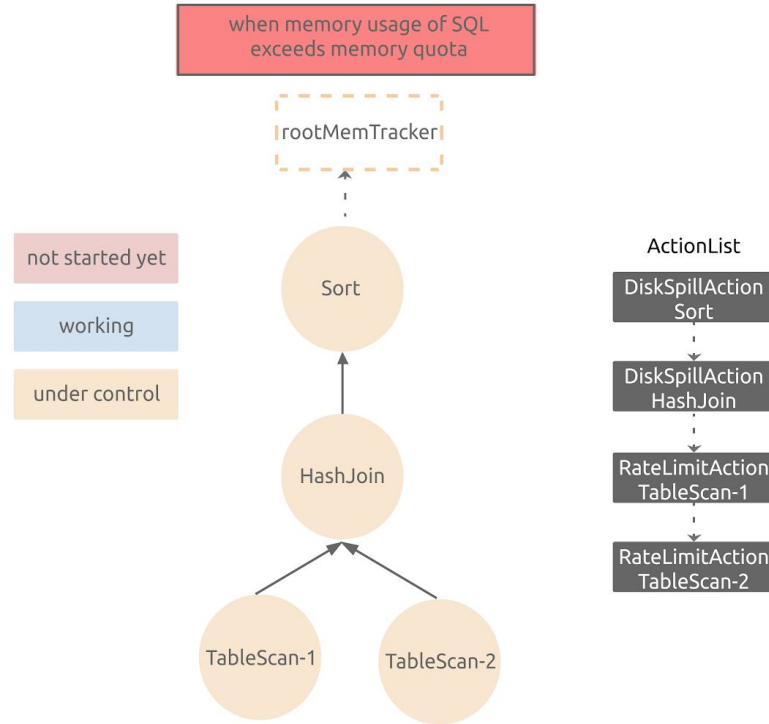 when memory usage of SQL
exceeds memory quota
rootMemTracker
not started yet
working
under control
Sort
HashJoin
TableScan-1
TableScan-2
ActionList
DiskSpillAction
Sort
DiskSpillAction
HashJoin
RateLimitAction
TableScan-1
RateLimitAction
TableScan-2